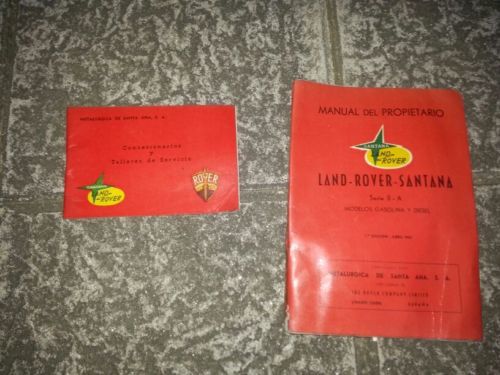 METALURGICA DE SANTA ANA, S. A.
Concesionarios
y
Talleres de Servicio
SANTANA
LAND-
ROVER
ROVER
MANUAL DEL PROPIETARIO
SANTANA
LAND-
ROVER
LAND-ROVER-SANTANA
Serie II - A
MODELOS GASOLINA Y DIESEL
METALURGICA DE SANTA ANA, S. A.
THE ROVER COMPANY LIMITED
ESPAÑA